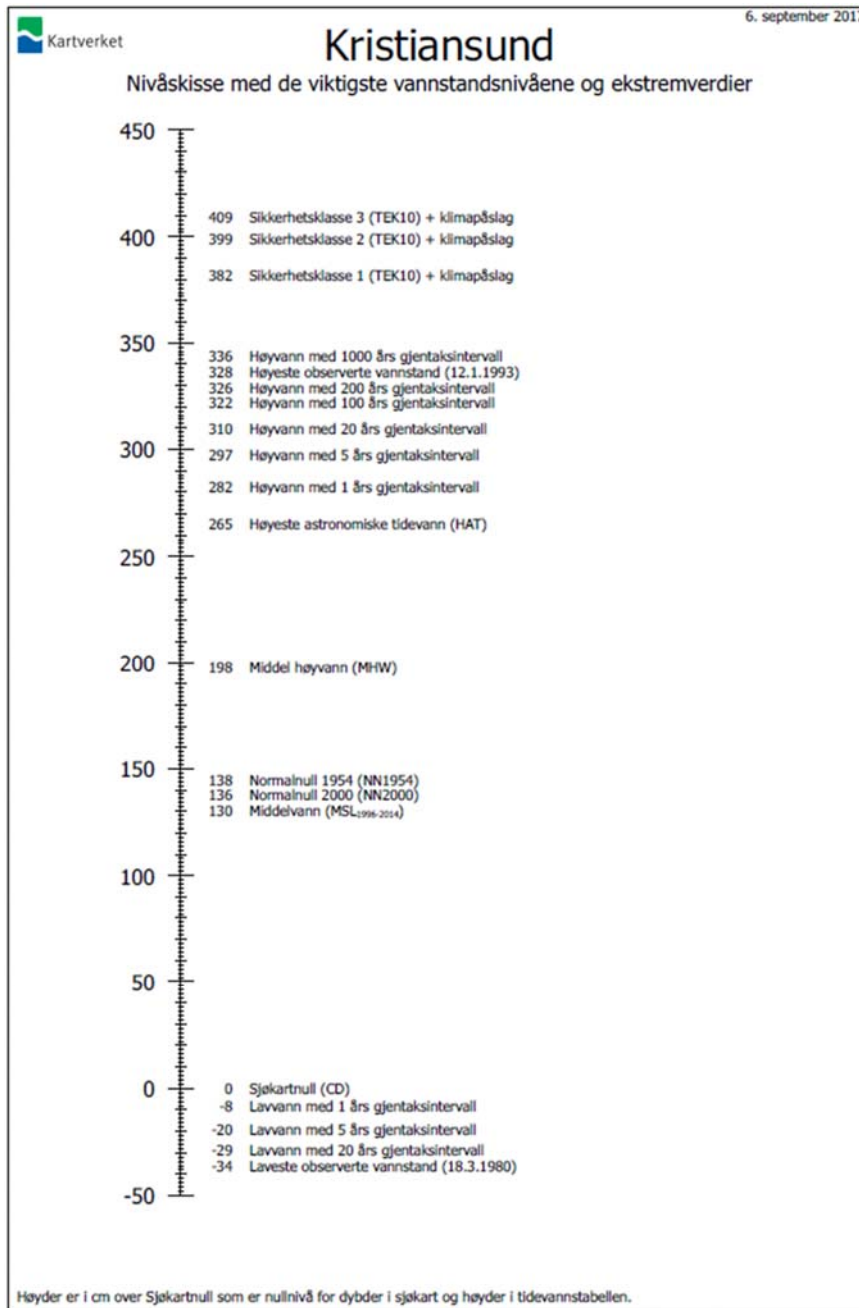 6. september 2017
Kartverket
Kristiansund
Nivåskisse med de viktigste vannstandsnivåene og ekstremverdier
450
409 Sikkerhetsklasse 3 (TEK10) + klimapåslag
400
399 Sikkerhetsklasse 2 (TEK10) + klimapåslag
382 Sikkerhetsklasse 1 (TEK10) + klimapåslag
350
336 Høyvann med 1000 års gjentaksintervall
328 Høyeste observerte vannstand (12.1.1993)
326 Høyvann med 200 års gjentaksintervall
322 Høyvann med 100 års gjentaksintervall
310 Høyvann med 20 års gjentaksintervall
300
297 Høyvann med 5 års gjentaksintervall
282 Høyvann med 1 års gjentaksintervall
265 Høyeste astronomiske tidevann (HAT)
250
200
198 Middel høyvann (MHW)
150
138 Normalnull 1954 (NN1954)
136 Normalnull 2000 (NN2000)
130 Middelvann (MSL1996-2014)
100
50
0
0 Sjøkartnull (CD)
-8 Lavvann med 1 års gjentaksintervall
-20 Lavvann med 5 års gjentaksintervall
-29 Lavvann med 20 års gjentaksintervall
-34 Laveste observerte vannstand (18.3.1980)
-50
Høyder er i cm over Sjøkartnull som er nullnivå for dybder i sjøkart og høyder i tidevannstabellen.